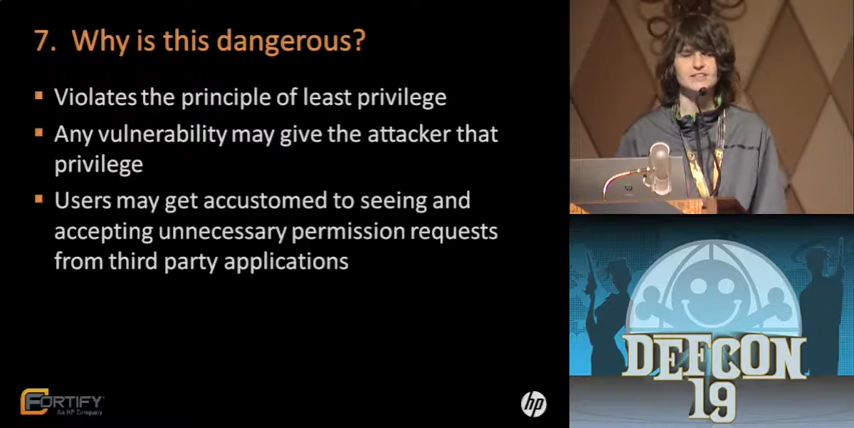 7. Why is this dangerous?
▪ Violates the principle of least privilege
▪ Any vulnerability may give the attacker that
privilege
▪ Users may get accustomed to seeing and
accepting unnecessary permission requests
from third party applications
FORTIFY
An HP Company
hp
DEFCON
19